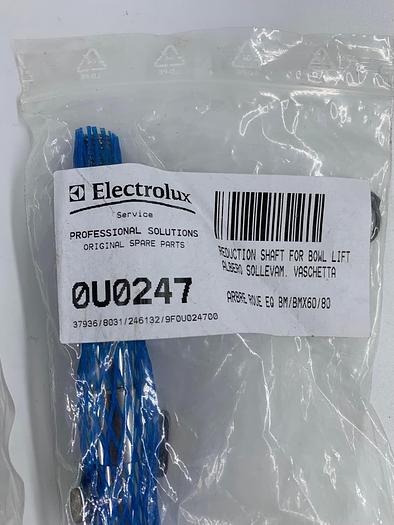 Electrolux
Service
PROFESSIONAL SOLUTIONS
ORIGINAL SPARE PARTS
0U0247
37936/8031/246132/9F0U024700
REDUCTION SHAFT FOR BOWL LIFT
ALBERO SOLLEVAM. VASCHETTA
ARBRE ROUE EQ BM/BMX60/80